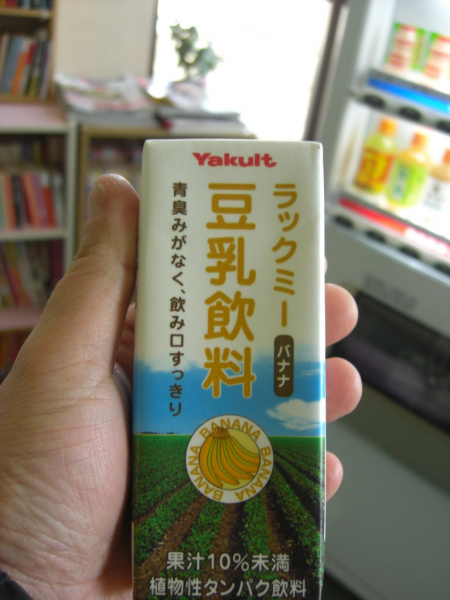 Yakult
ラックミー
バナナ
豆乳飲料
青臭みがなく、飲み口すっきり
BANANA BANANA BANANA BANANA
果汁10%未満
植物性タンパク飲料